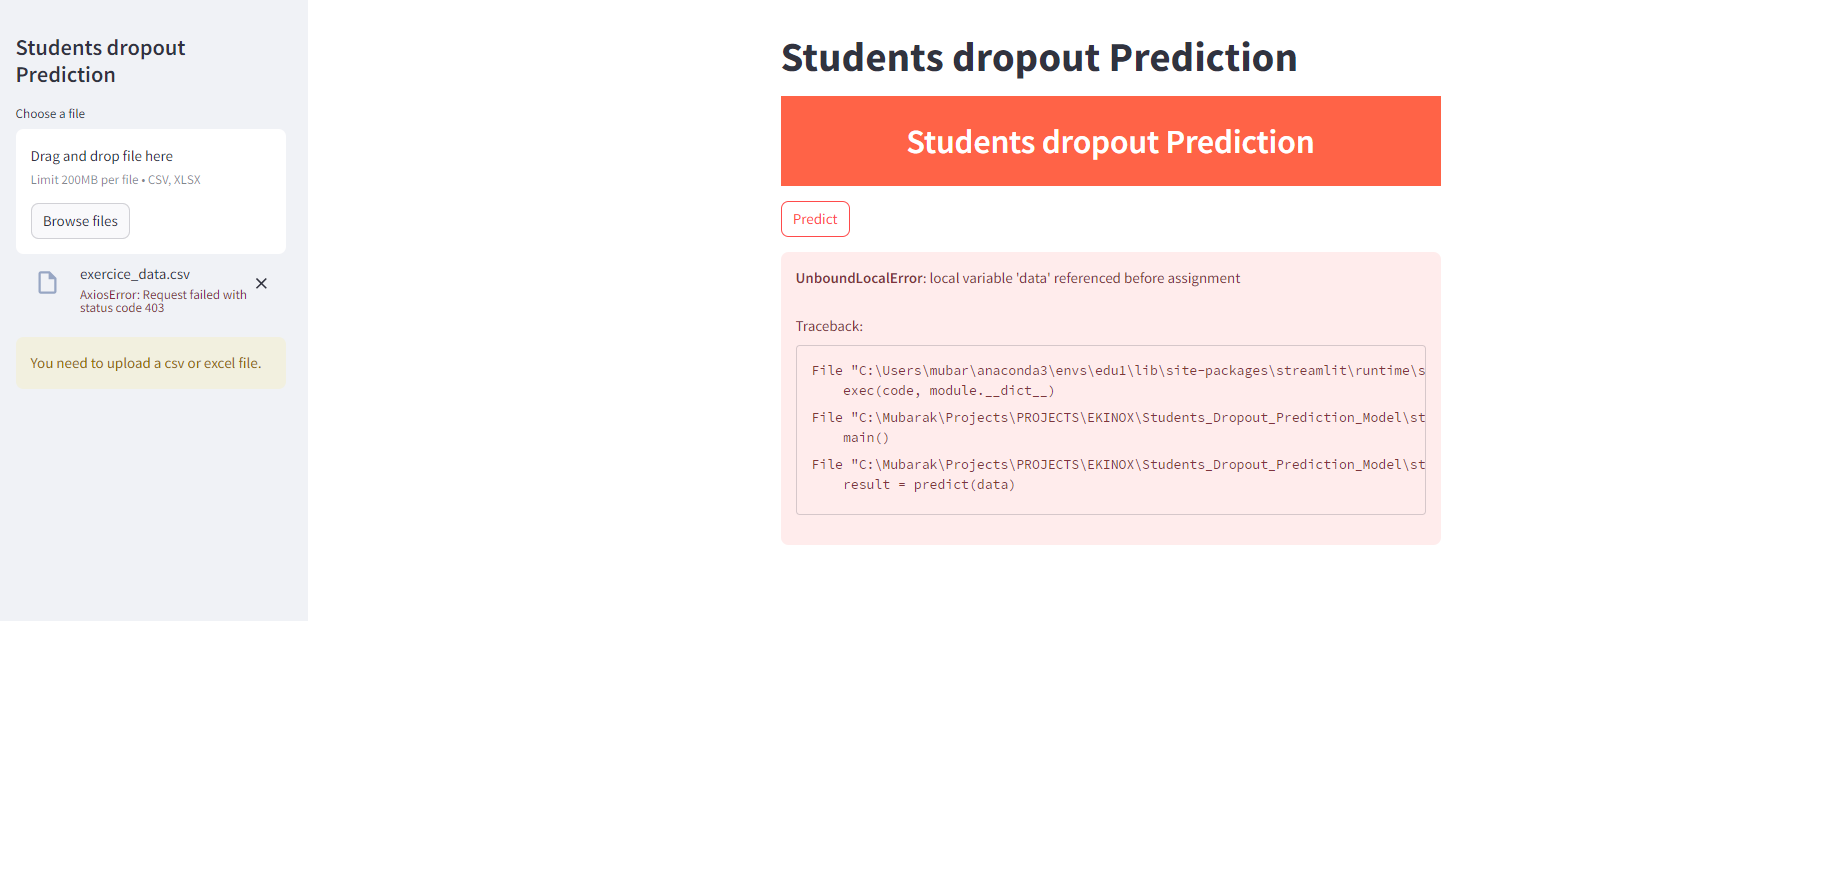 Students dropout
Prediction
Choose a file
Drag and drop file here
Limit 200MB per file • CSV, XLSX
Browse files
exercice_data.csv
AxiosError: Request failed with
status code 403
You need to upload a csv or excel file.
Students dropout Prediction
Students dropout Prediction
Predict
UnboundLocalError: local variable 'data' referenced before assignment
Traceback:
File "C:\Users\mubar\anaconda3\envs\edu1\lib\site-packages\streamlit\runtime\s
exec(code, module.__dict__)
File "C:\Mubarak\Projects\PROJECTS\EKINOX\Students_Dropout_Prediction_Model\st
main()
File "C:\Mubarak\Projects\PROJECTS\EKINOX\Students_Dropout_Prediction_Model\st
result = predict(data)